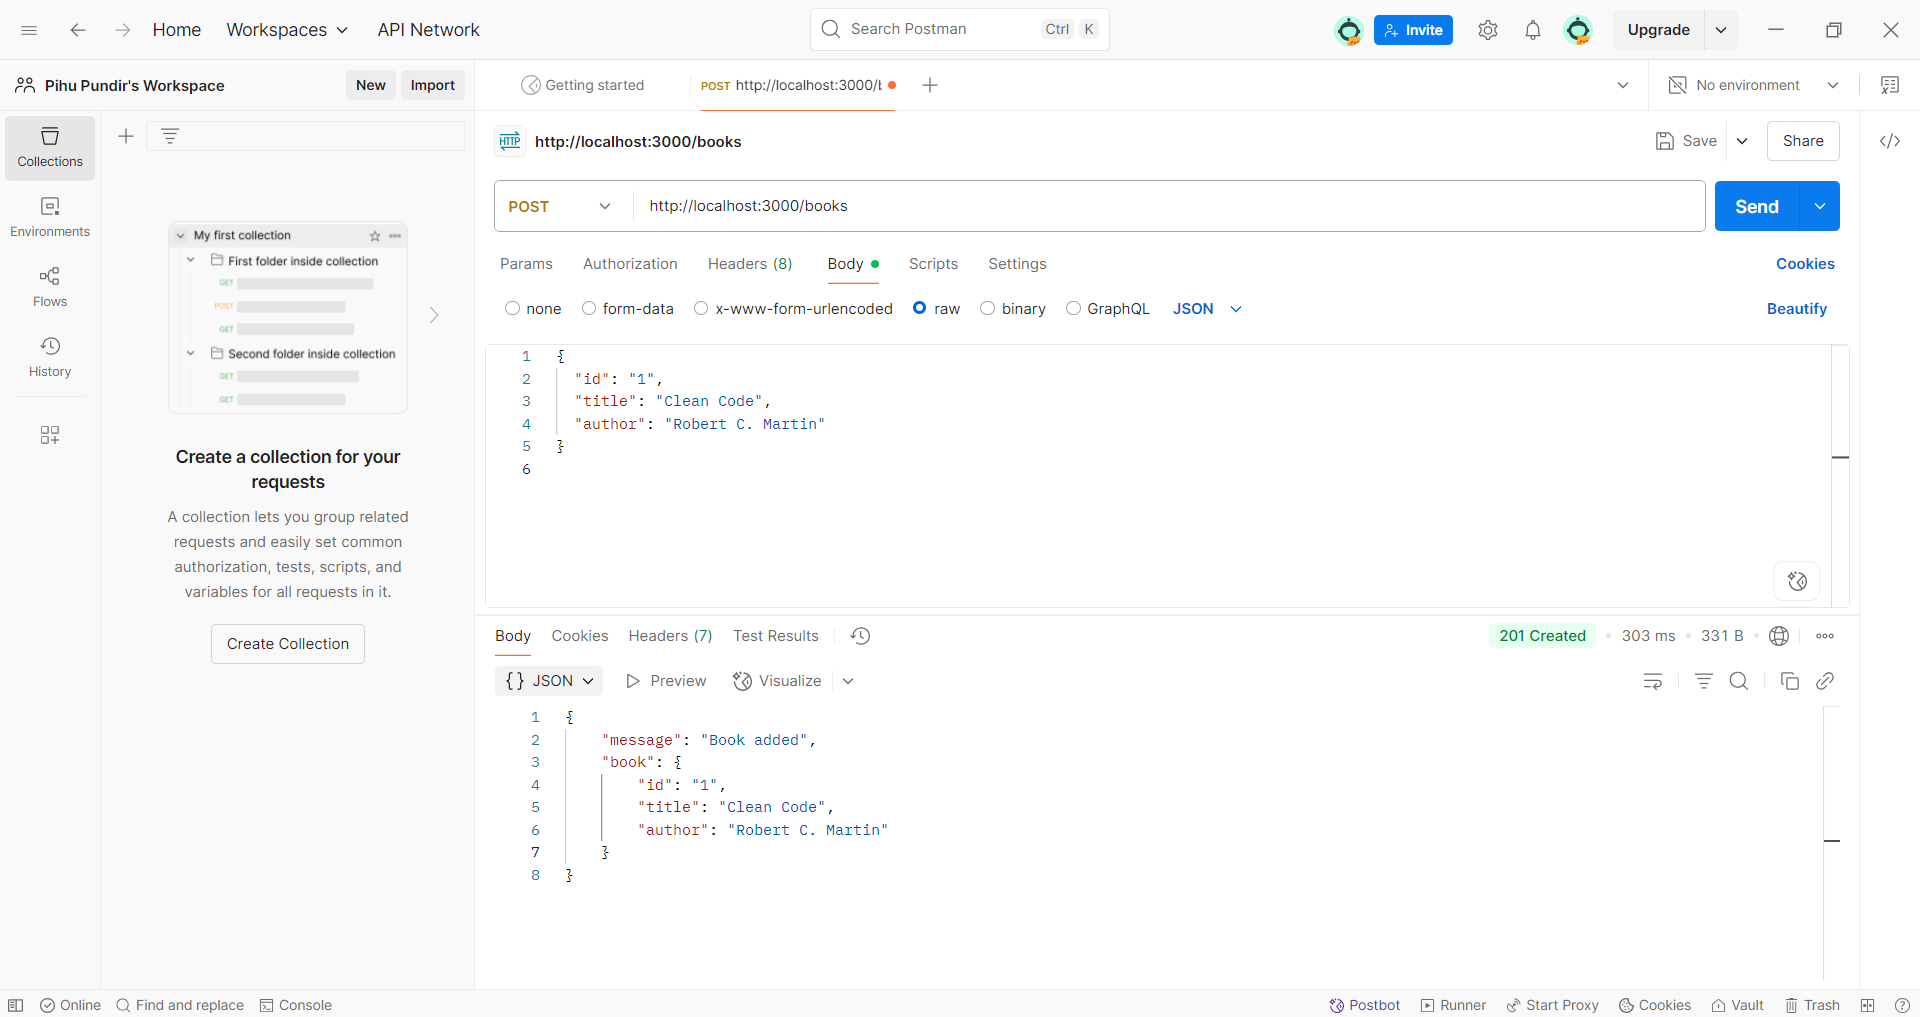 Home Workspaces API Network Search Postman Ctrl K Invite Upgrade
Pihu Pundir's Workspace New Import Getting started POST http://localhost:3000/b No environment
Collections
Environments
Flows
History
My first collection
First folder inside collection
GET
POST
GET
Second folder inside collection
GET
GET
Create a collection for your
requests
A collection lets you group related
requests and easily set common
authorization, tests, scripts, and
variables for all requests in it.
Create Collection
HTTP http://localhost:3000/books Save Share
POST http://localhost:3000/books Send
Params Authorization Headers (8) Body Scripts Settings Cookies
none form-data x-www-form-urlencoded raw binary GraphQL JSON Beautify
1 {
2 "id": "1",
3 "title": "Clean Code",
4 "author": "Robert C. Martin"
5 }
6
Body Cookies Headers (7) Test Results 201 Created 303 ms 331 B
{} JSON Preview Visualize
1 {
2 "message": "Book added",
3 "book": {
4 "id": "1",
5 "title": "Clean Code",
6 "author": "Robert C. Martin"
7 }
8 }
Online Find and replace Console Postbot Runner Start Proxy Cookies Vault Trash